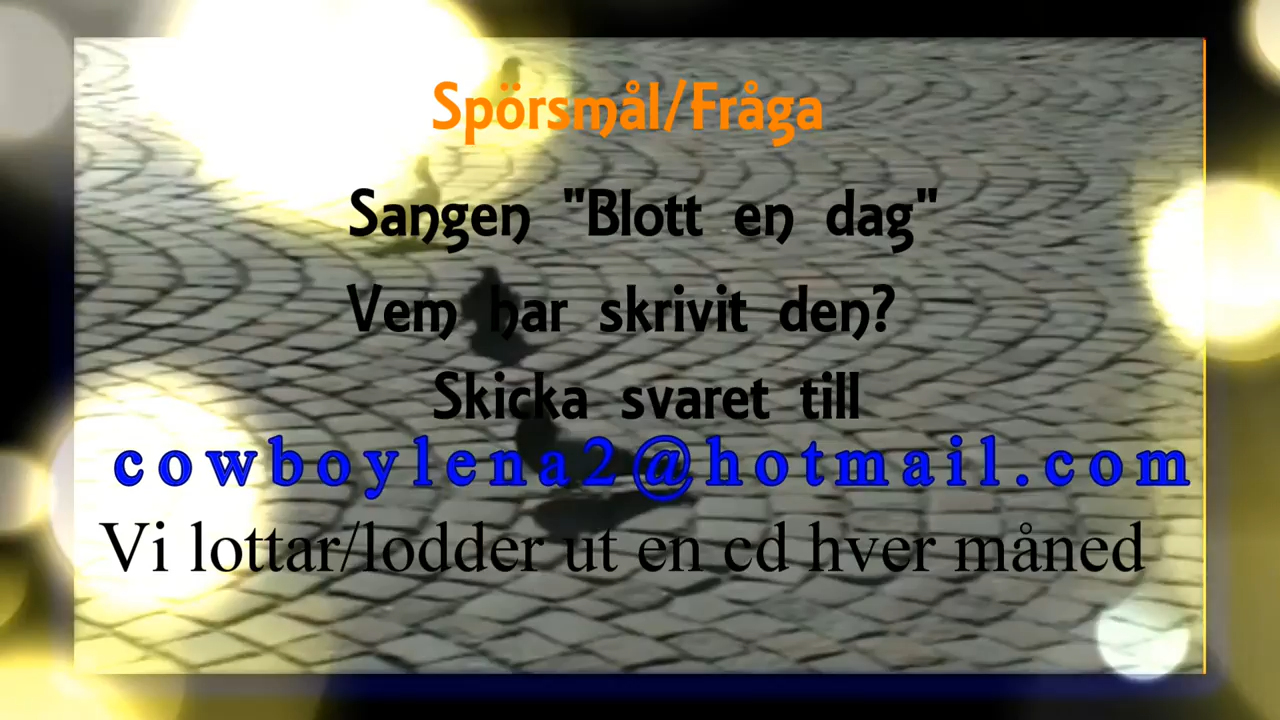 Spörsmål/Fråga
Sangen "Blott en dag"
Vem har skrivit den?
Skicka svaret till
cowboylena2@hotmail.com
Vi lottar/lodder ut en cd hver måned